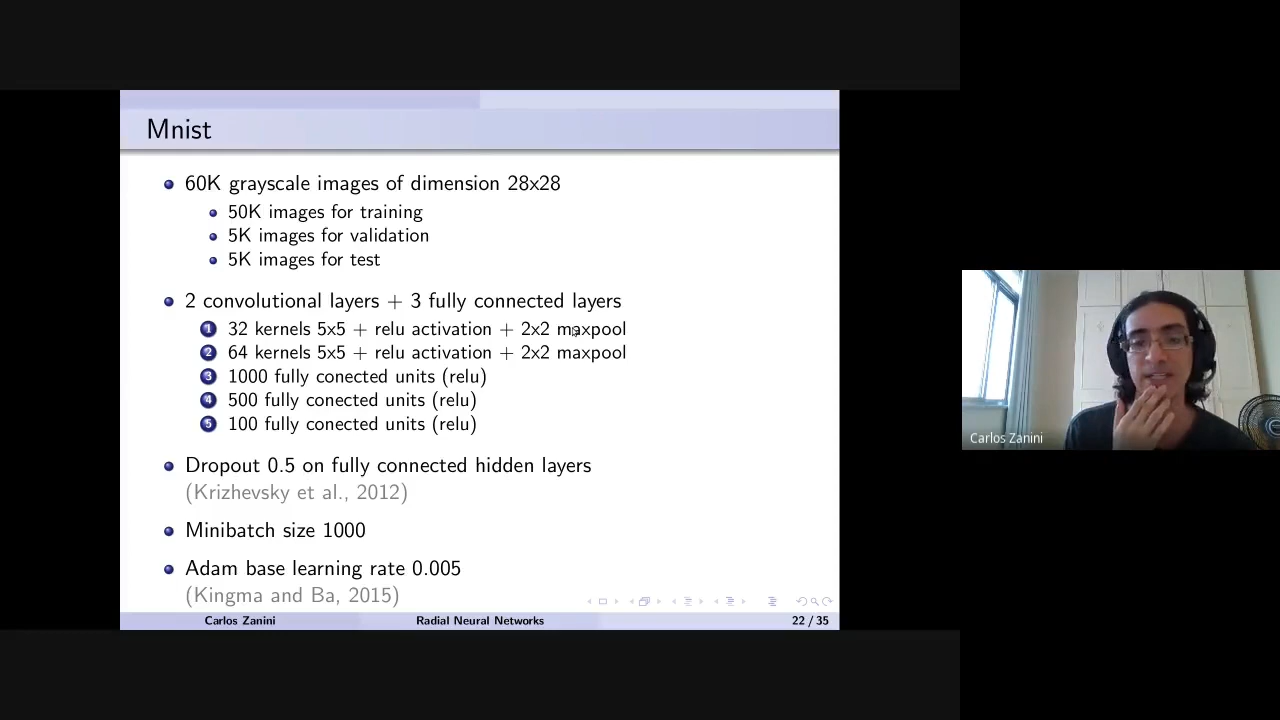 Mnist
60K grayscale images of dimension 28x28
50K images for training
5K images for validation
5K images for test
2 convolutional layers + 3 fully connected layers
1 32 kernels 5x5 + relu activation + 2x2 maxpool
2 64 kernels 5x5 + relu activation + 2x2 maxpool
3 1000 fully conected units (relu)
4 500 fully conected units (relu)
5 100 fully conected units (relu)
Dropout 0.5 on fully connected hidden layers
(Krizhevsky et al., 2012)
Minibatch size 1000
Adam base learning rate 0.005
(Kingma and Ba, 2015)
Carlos Zanini Radial Neural Networks 22 / 35
Carlos Zanini